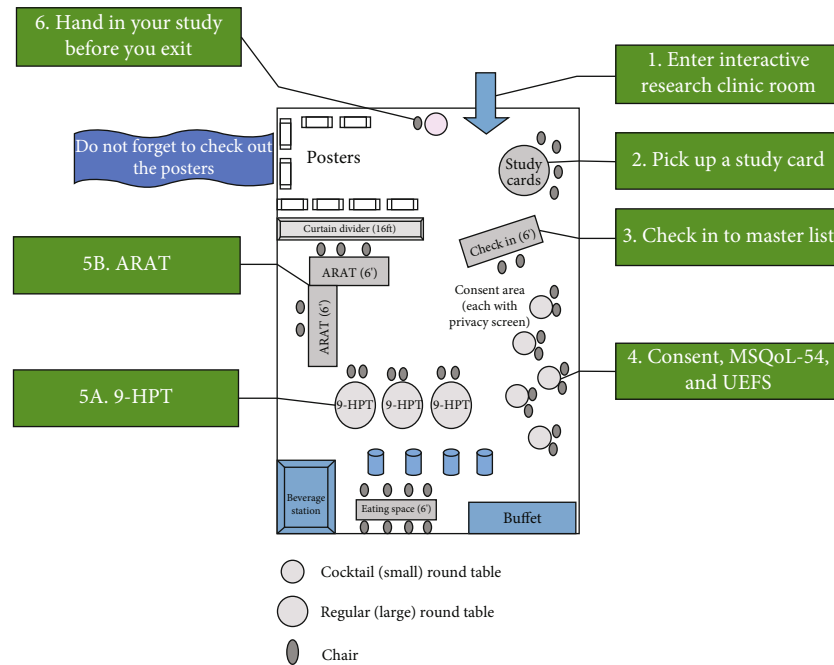 6. Hand in your study
before you exit
1. Enter interactive
research clinic room
Do not forget to check out
the posters
Posters
Study
cards
2. Pick up a study card
Curtain divider (16ft)
Check in (6')
3. Check in to master list
5B. ARAT
ARAT (6')
ARAT (6')
Consent area
(each with
privacy screen)
4. Consent, MSQoL-54,
and UEFS
5A. 9-HPT
9-HPT
9-HPT
9-HPT
Beverage
station
Eating space (6')
Buffet
Cocktail (small) round table
Regular (large) round table
Chair